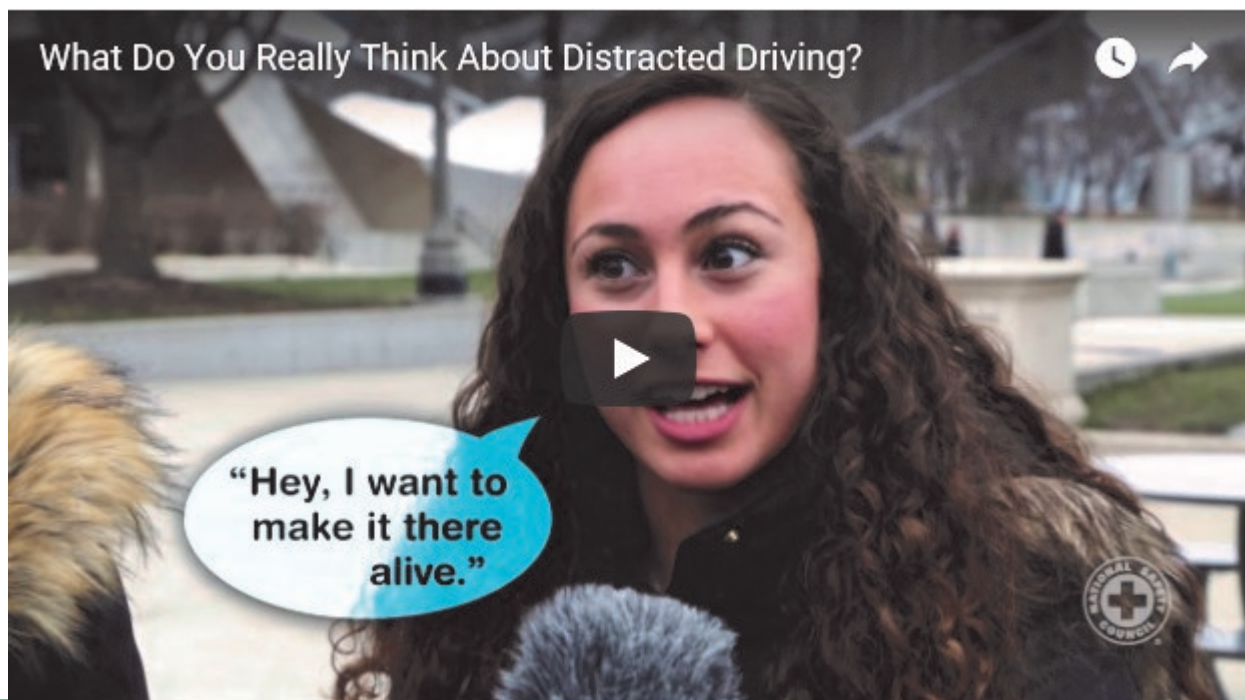 What Do You Really Think About Distracted Driving?
“Hey, I want to
make it there
alive.”
NATIONAL SAFETY
COUNCIL